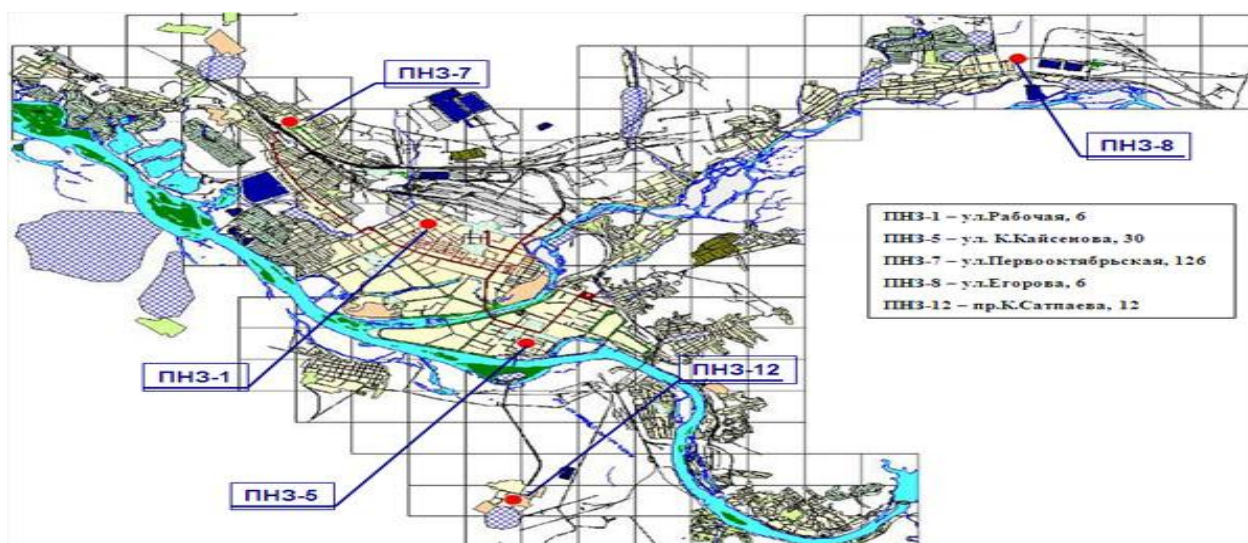 ПНЗ-7
ПНЗ-8
ПНЗ-1 – ул.Рабочая, 6
ПНЗ-5 – ул. К.Кайсенова, 30
ПНЗ-7 – ул.Первооктябрьская, 126
ПНЗ-8 – ул.Егорова, 6
ПНЗ-12 – пр.К.Сатпаева, 12
ПНЗ-1
ПНЗ-12
ПНЗ-5